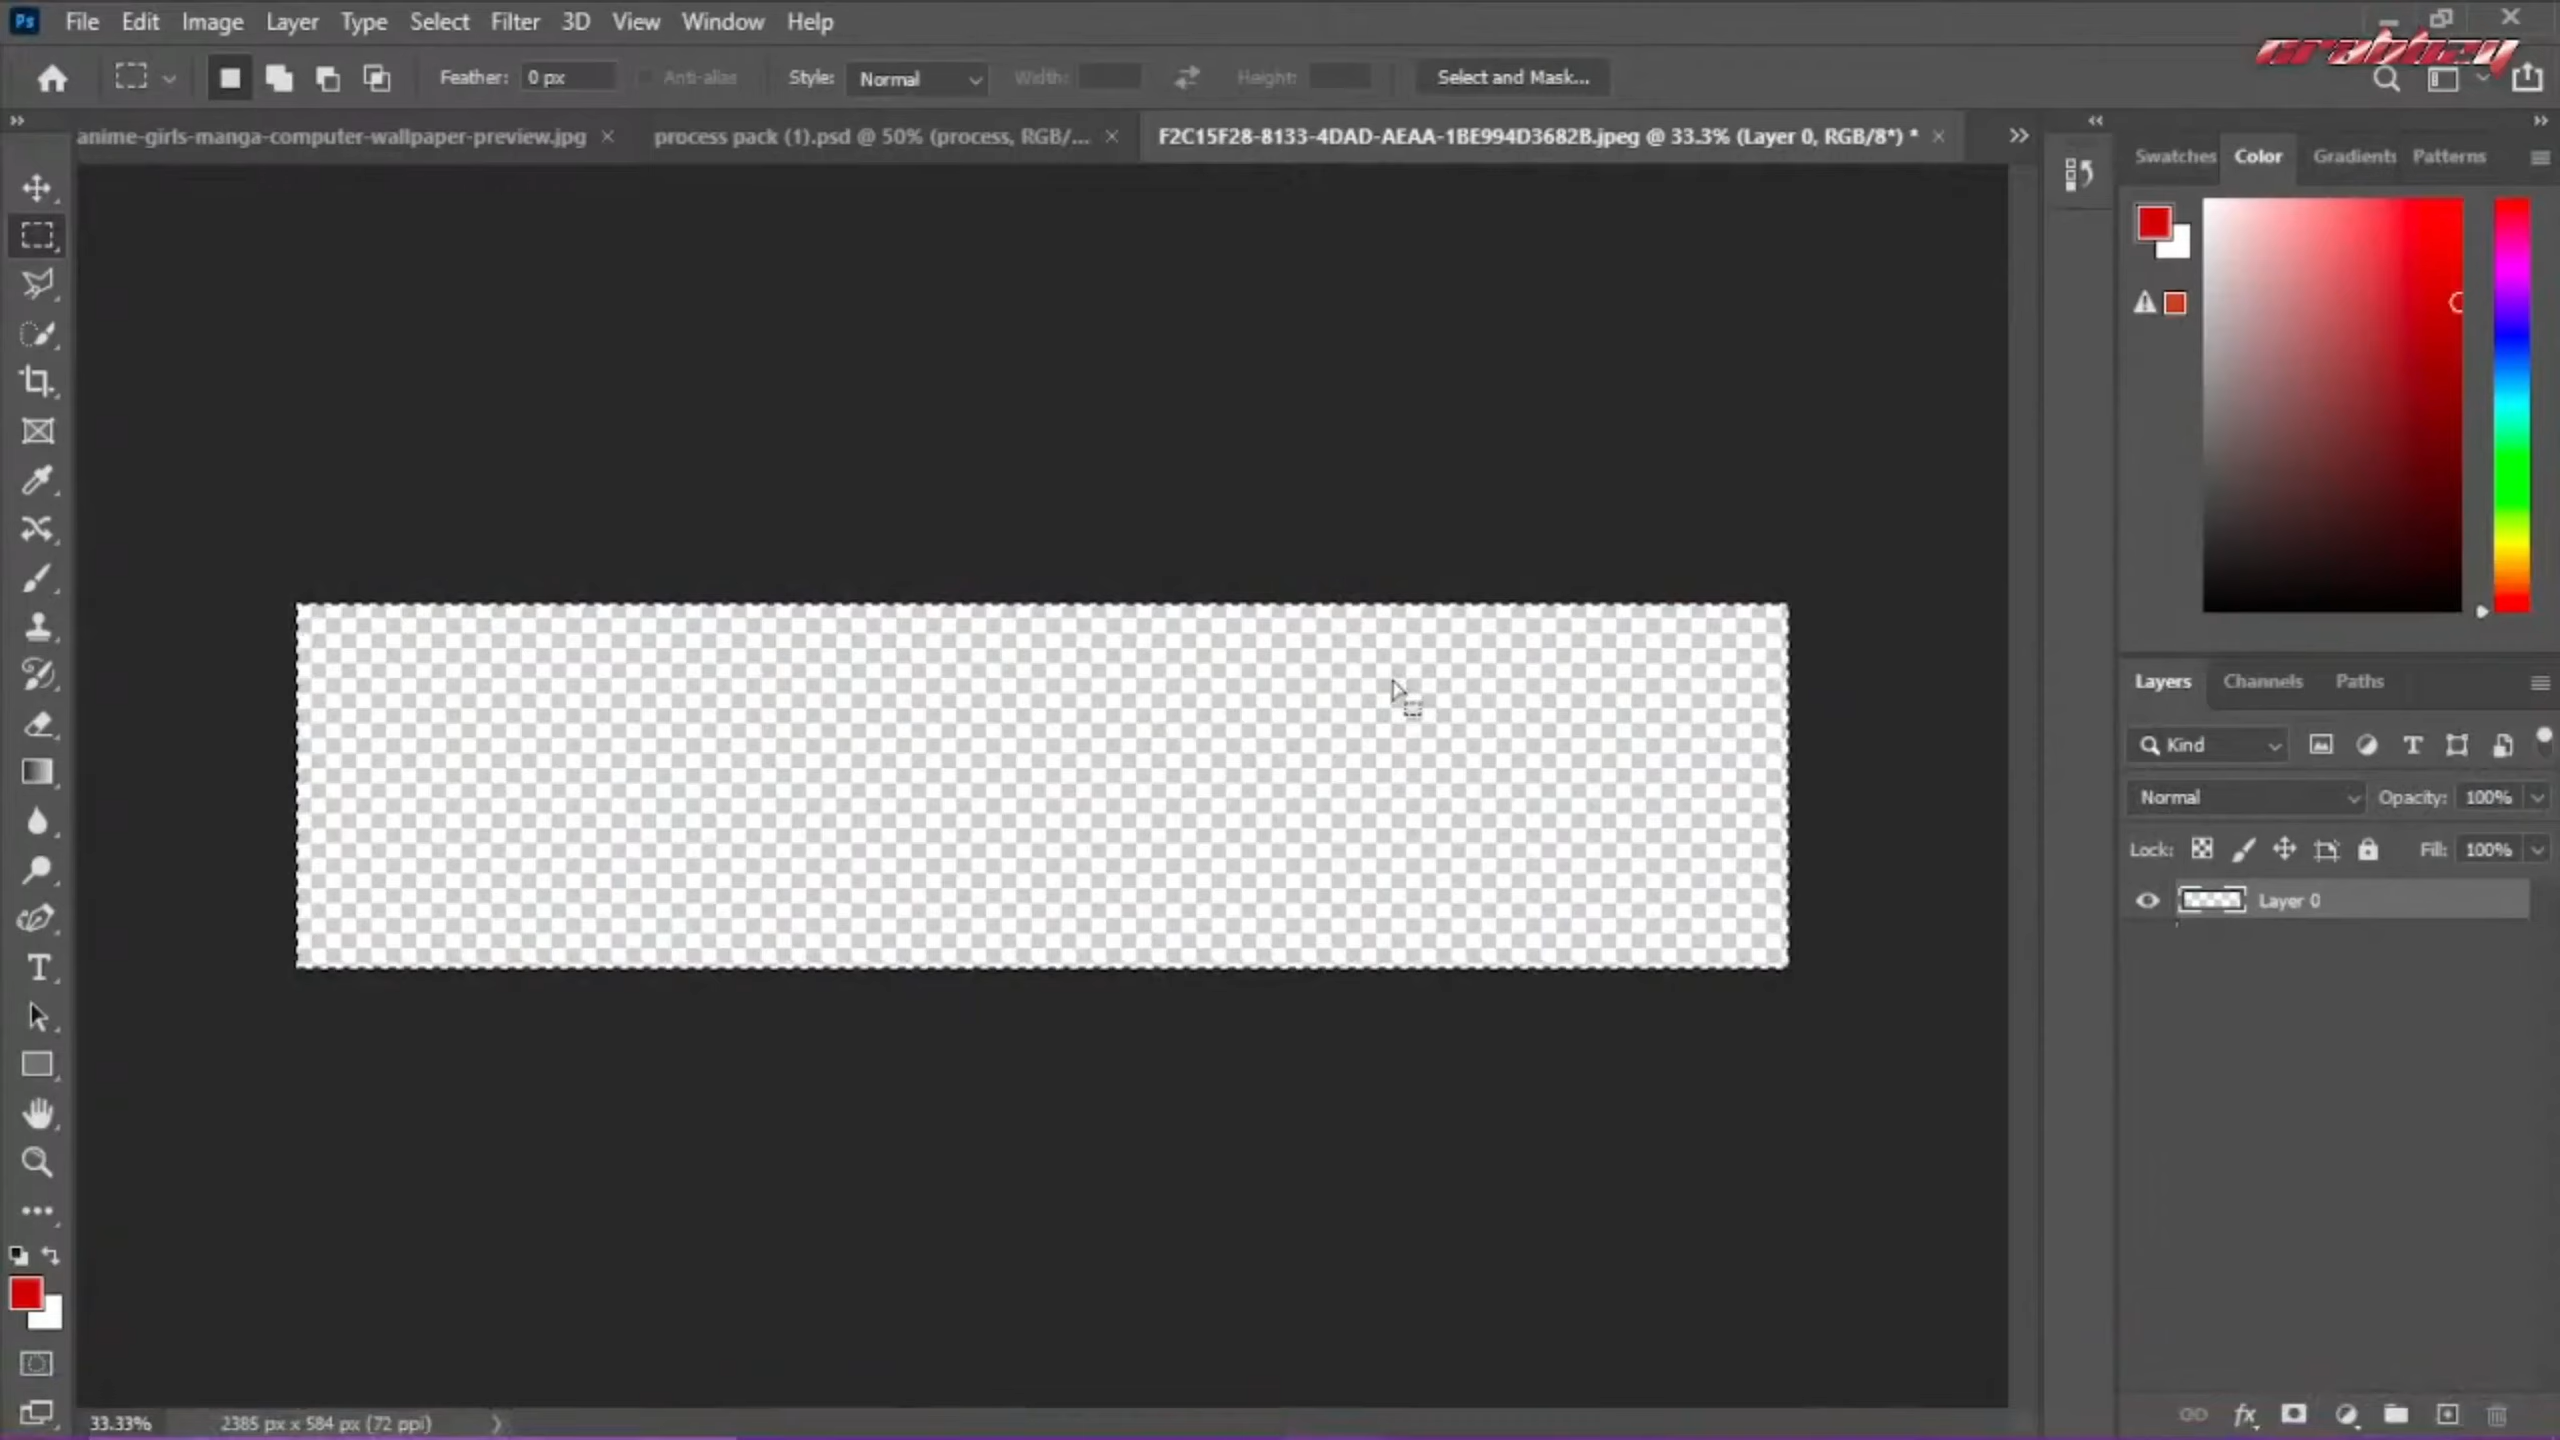 Ps File Edit Image Layer Type Select Filter 3D View Window Help
crabbzy
Feather: 0 px Anti-alias Style: Normal Width: Height: Select and Mask...
anime-girls-manga-computer-wallpaper-preview.jpg process pack (1).psd @ 50% (process, RGB/... F2C15F28-8133-4DAD-AEAA-1BE994D3682B.jpeg @ 33.3% (Layer 0, RGB/8*) *
Swatches Color Gradients Patterns
Layers Channels Paths
Kind
Normal Opacity: 100%
Lock: Fill: 100%
Layer 0
33.33% 2385 px x 584 px (72 ppi)